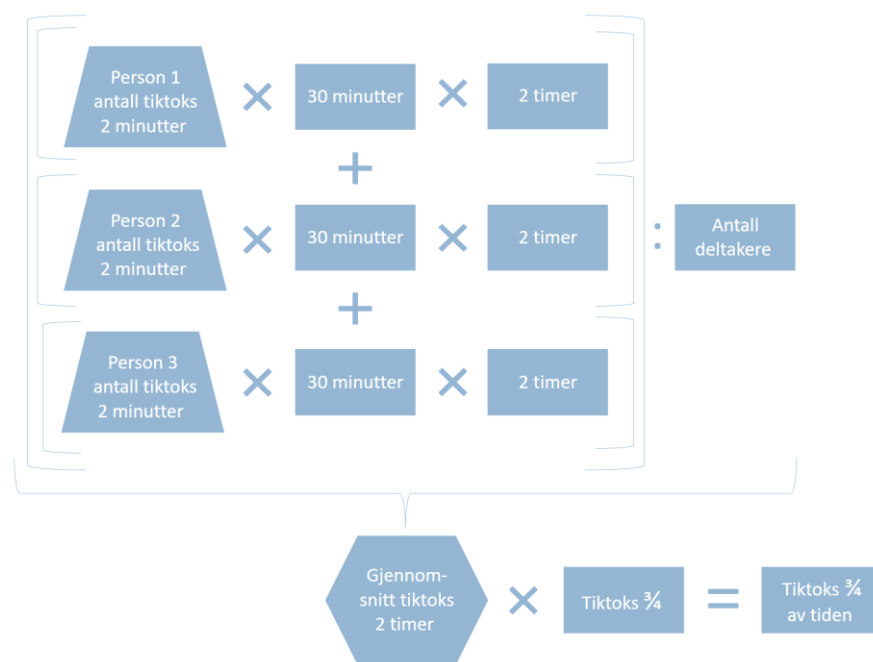 Person 1
antall tiktoks
2 minutter
×
30 minutter
×
2 timer
+
Person 2
antall tiktoks
2 minutter
×
30 minutter
×
2 timer
:
Antall
deltakere
+
Person 3
antall tiktoks
2 minutter
×
30 minutter
×
2 timer
Gjennom-
snitt tiktoks
2 timer
×
Tiktoks ¾
=
Tiktoks ¾
av tiden